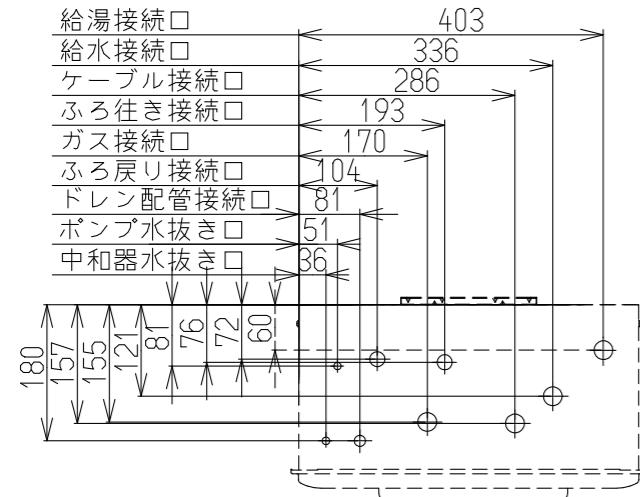 給湯接続口 403
給水接続口 336
ケーブル接続口 286
ふろ往き接続口 193
ガス接続口 170
ふろ戻り接続口 104
ドレン配管接続口 81
ポンプ水抜き口 51
中和器水抜き口 36
180
157
155
121
81
76
72
60